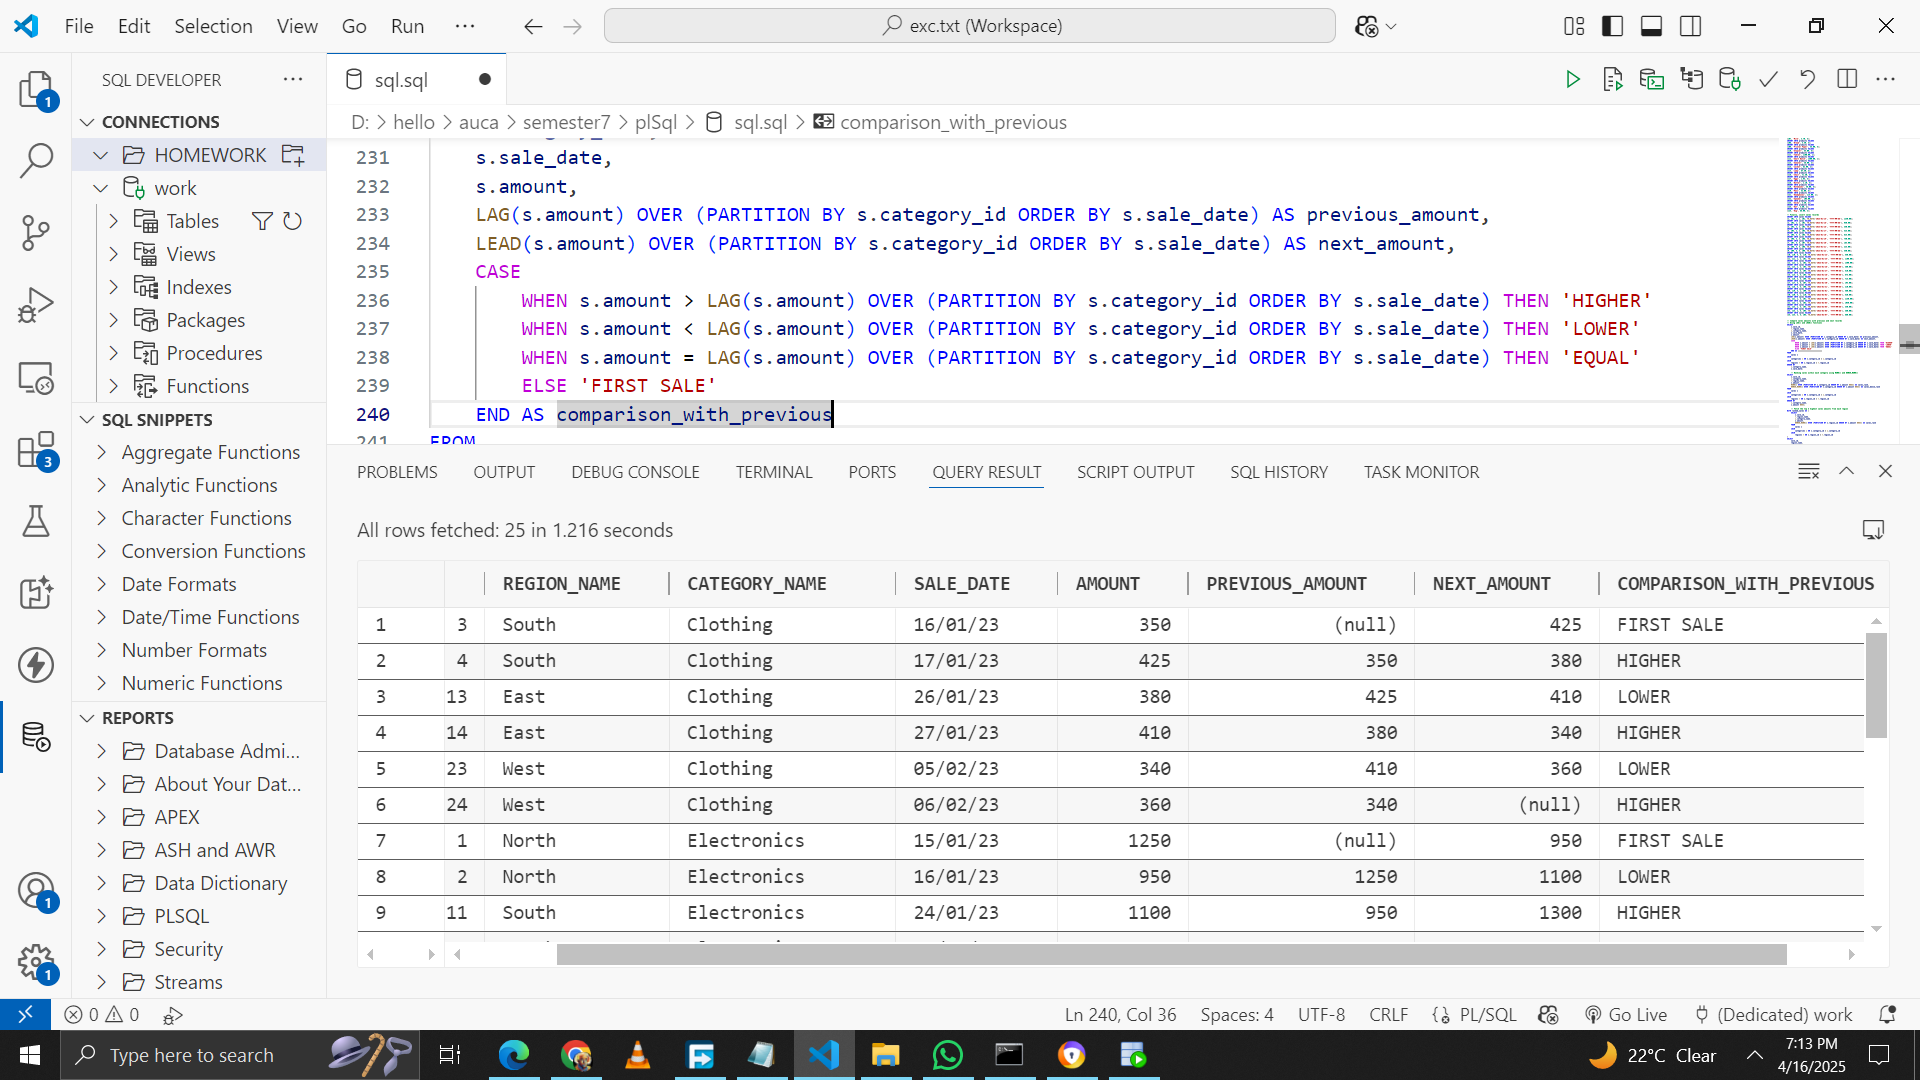 File Edit Selection View Go Run ··· exc.txt (Workspace)
SQL DEVELOPER ···
CONNECTIONS
HOMEWORK
work
Tables
Views
Indexes
Packages
Procedures
Functions
SQL SNIPPETS
Aggregate Functions
Analytic Functions
Character Functions
Conversion Functions
Date Formats
Date/Time Functions
Number Formats
Numeric Functions
REPORTS
Database Admi...
About Your Dat...
APEX
ASH and AWR
Data Dictionary
PLSQL
Security
Streams
1
3
1
1
sql.sql
D: > hello > auca > semester7 > plSql > sql.sql > comparison_with_previous
231 s.sale_date,
232 s.amount,
233 LAG(s.amount) OVER (PARTITION BY s.category_id ORDER BY s.sale_date) AS previous_amount,
234 LEAD(s.amount) OVER (PARTITION BY s.category_id ORDER BY s.sale_date) AS next_amount,
235 CASE
236 WHEN s.amount > LAG(s.amount) OVER (PARTITION BY s.category_id ORDER BY s.sale_date) THEN 'HIGHER'
237 WHEN s.amount < LAG(s.amount) OVER (PARTITION BY s.category_id ORDER BY s.sale_date) THEN 'LOWER'
238 WHEN s.amount = LAG(s.amount) OVER (PARTITION BY s.category_id ORDER BY s.sale_date) THEN 'EQUAL'
239 ELSE 'FIRST SALE'
240 END AS comparison_with_previous
241 FROM
PROBLEMS OUTPUT DEBUG CONSOLE TERMINAL PORTS QUERY RESULT SCRIPT OUTPUT SQL HISTORY TASK MONITOR
All rows fetched: 25 in 1.216 seconds
REGION_NAME CATEGORY_NAME SALE_DATE AMOUNT PREVIOUS_AMOUNT NEXT_AMOUNT COMPARISON_WITH_PREVIOUS
1 3 South Clothing 16/01/23 350 (null) 425 FIRST SALE
2 4 South Clothing 17/01/23 425 350 380 HIGHER
3 13 East Clothing 26/01/23 380 425 410 LOWER
4 14 East Clothing 27/01/23 410 380 340 HIGHER
5 23 West Clothing 05/02/23 340 410 360 LOWER
6 24 West Clothing 06/02/23 360 340 (null) HIGHER
7 1 North Electronics 15/01/23 1250 (null) 950 FIRST SALE
8 2 North Electronics 16/01/23 950 1250 1100 LOWER
9 11 South Electronics 24/01/23 1100 950 1300 HIGHER
0 0 Ln 240, Col 36 Spaces: 4 UTF-8 CRLF PL/SQL Go Live (Dedicated) work
Type here to search 22°C Clear 7:13 PM
4/16/2025